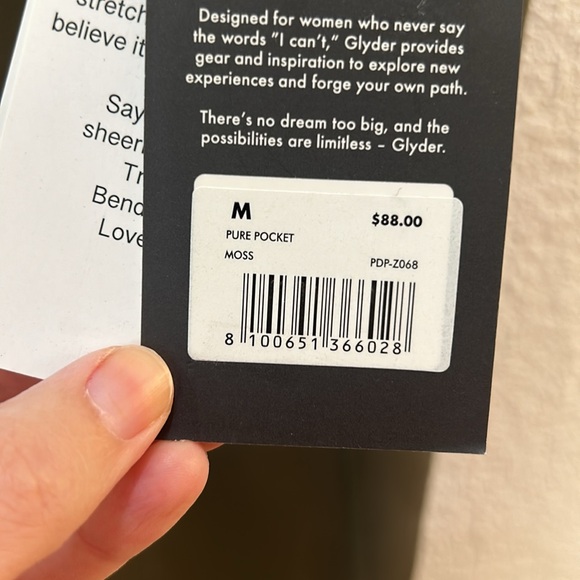 stretch
believe it
Say
sheer
Bend
Love
Designed for women who never say
the words "I can't," Glyder provides
gear and inspiration to explore new
experiences and forge your own path.
There's no dream too big, and the
possibilities are limitless – Glyder.
M
$88.00
PURE POCKET
MOSS
PDP-Z068
8 100651 366028